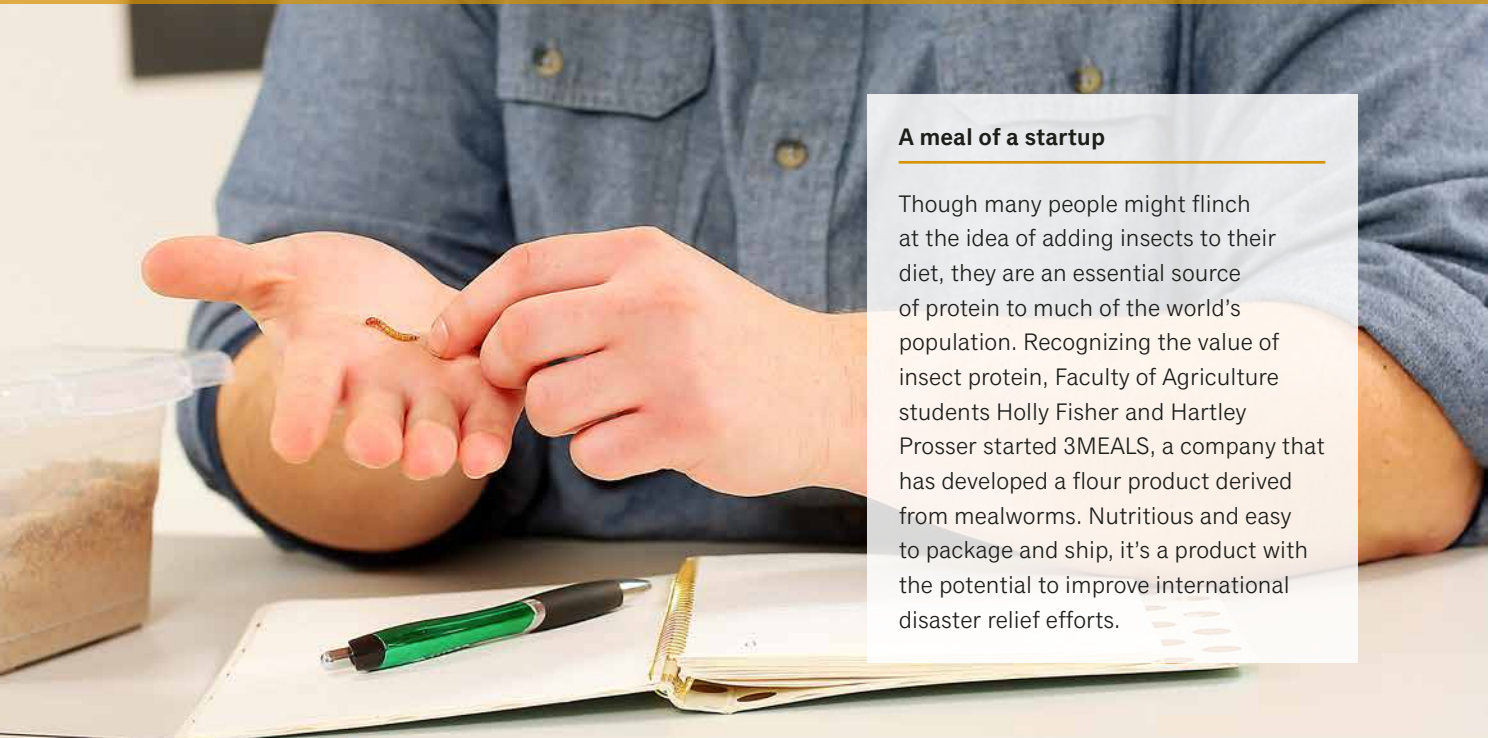 A meal of a startup
Though many people might flinch
at the idea of adding insects to their
diet, they are an essential source
of protein to much of the world’s
population. Recognizing the value of
insect protein, Faculty of Agriculture
students Holly Fisher and Hartley
Prosser started 3MEALS, a company that
has developed a flour product derived
from mealworms. Nutritious and easy
to package and ship, it’s a product with
the potential to improve international
disaster relief efforts.